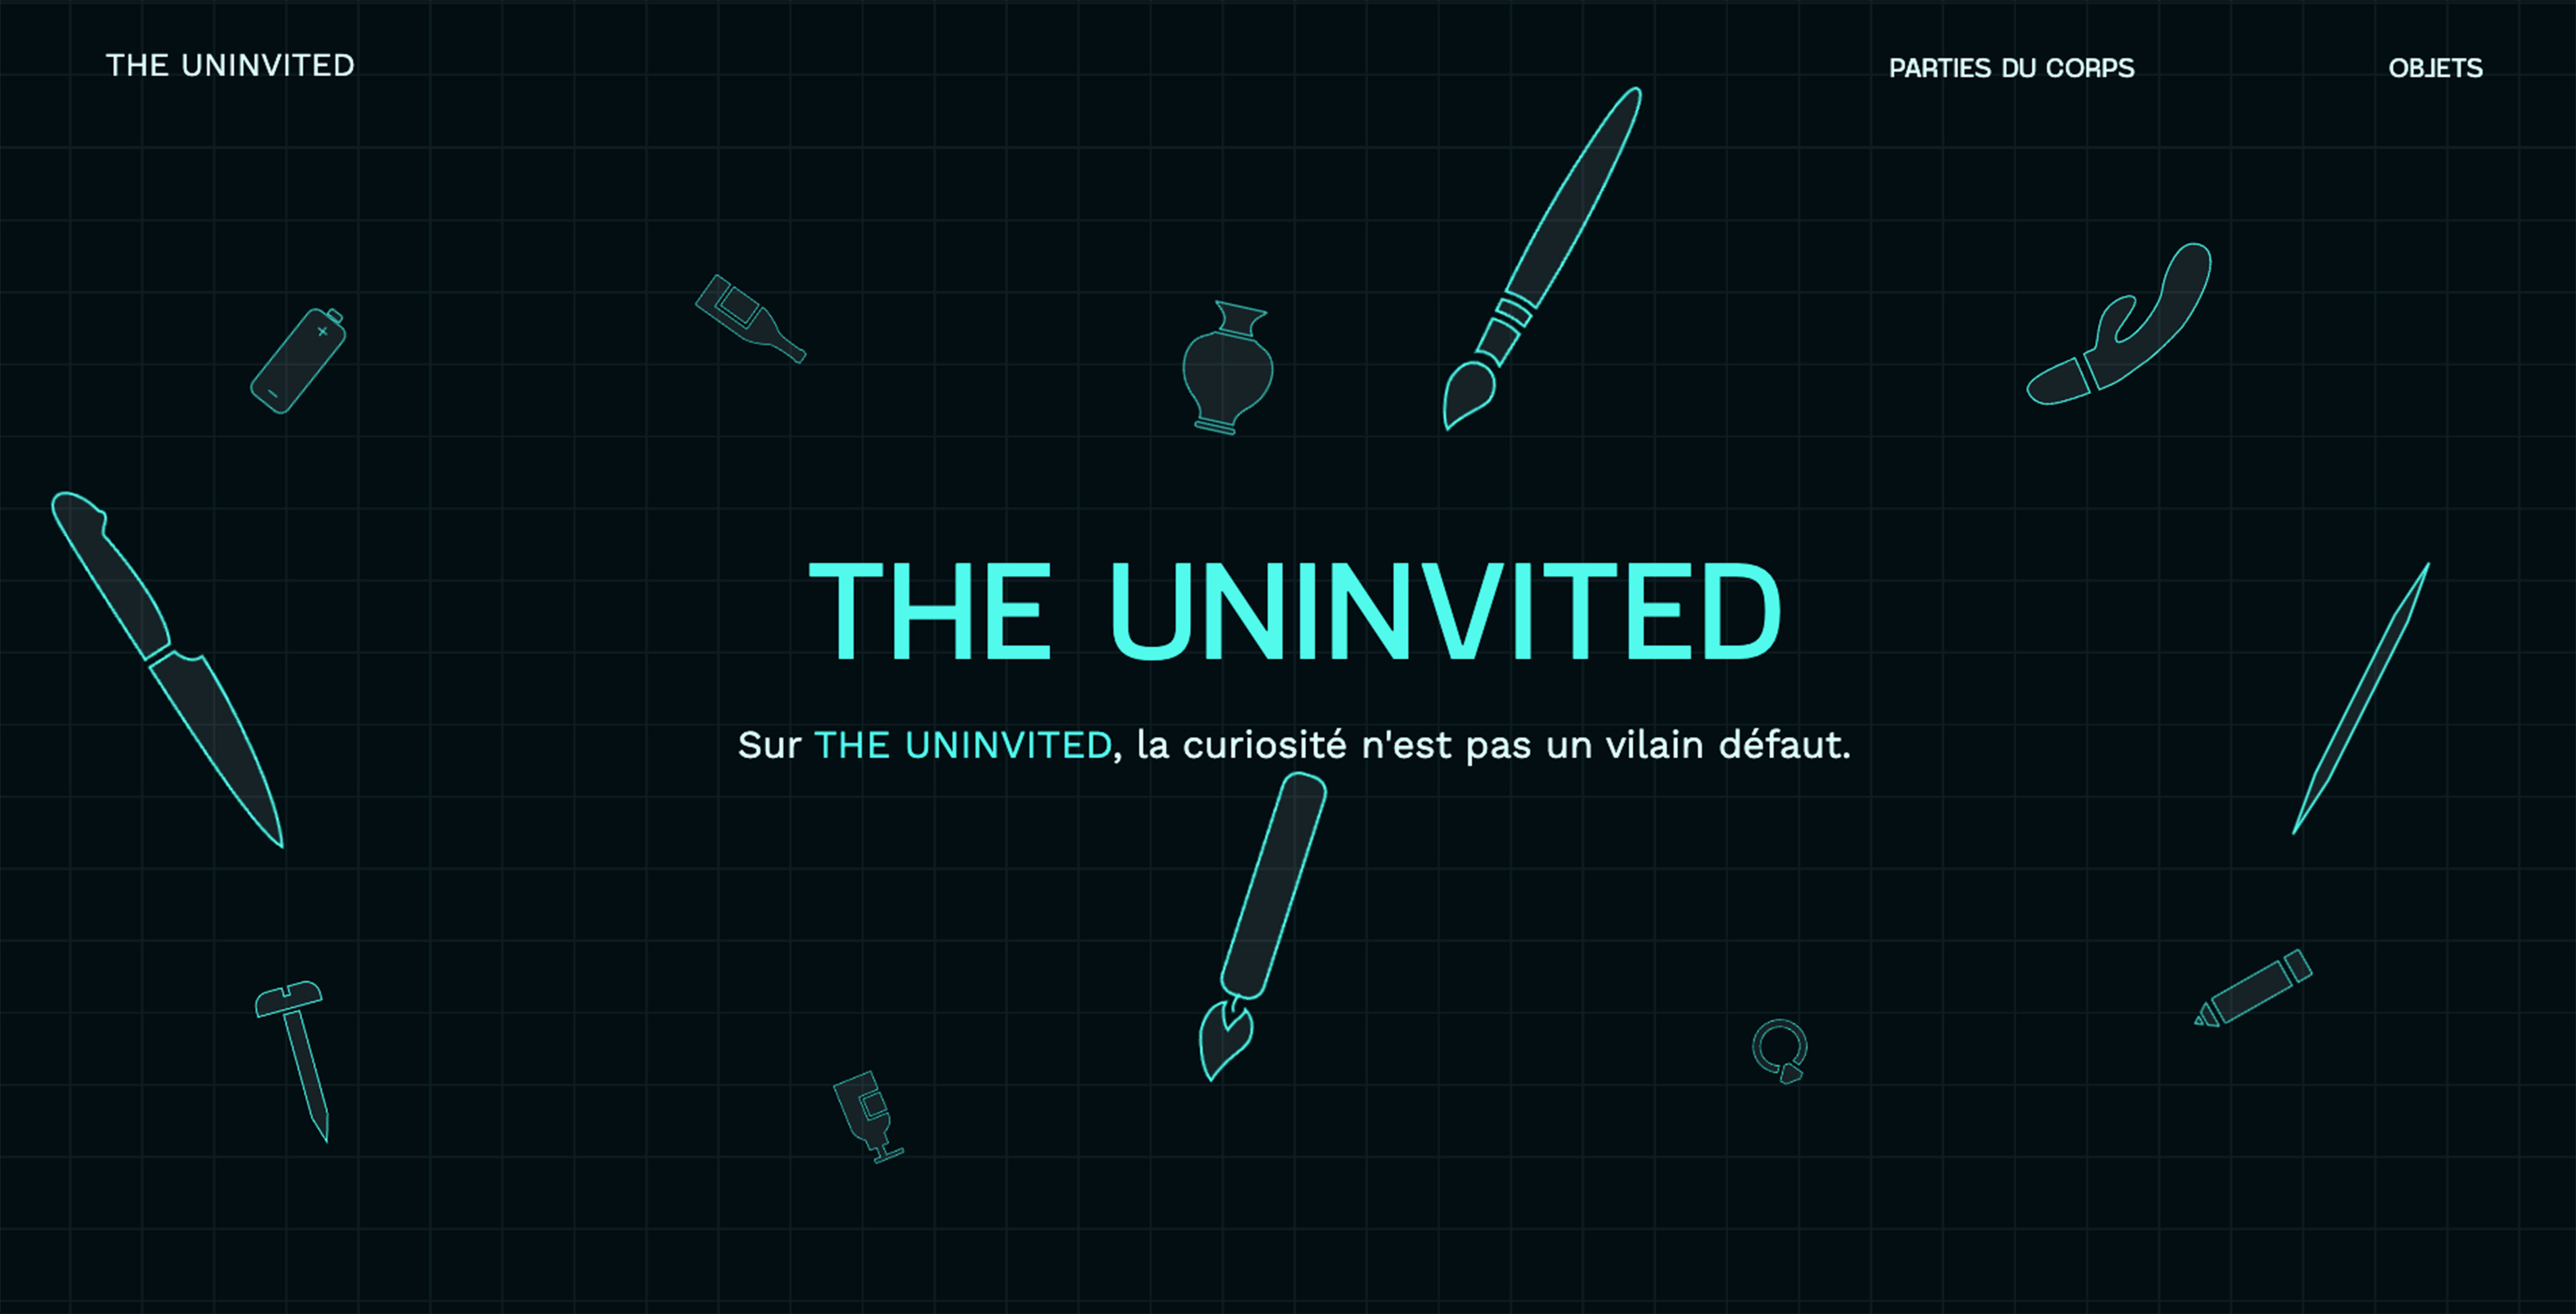 THE UNINVITED
PARTIES DU CORPS
OBJETS
THE UNINVITED
Sur THE UNINVITED, la curiosité n'est pas un vilain défaut.